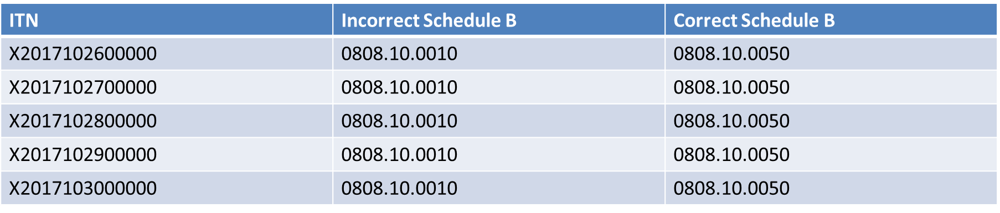 ITN Incorrect Schedule B Correct Schedule B
X2017102600000 0808.10.0010 0808.10.0050
X2017102700000 0808.10.0010 0808.10.0050
X2017102800000 0808.10.0010 0808.10.0050
X2017102900000 0808.10.0010 0808.10.0050
X2017103000000 0808.10.0010 0808.10.0050